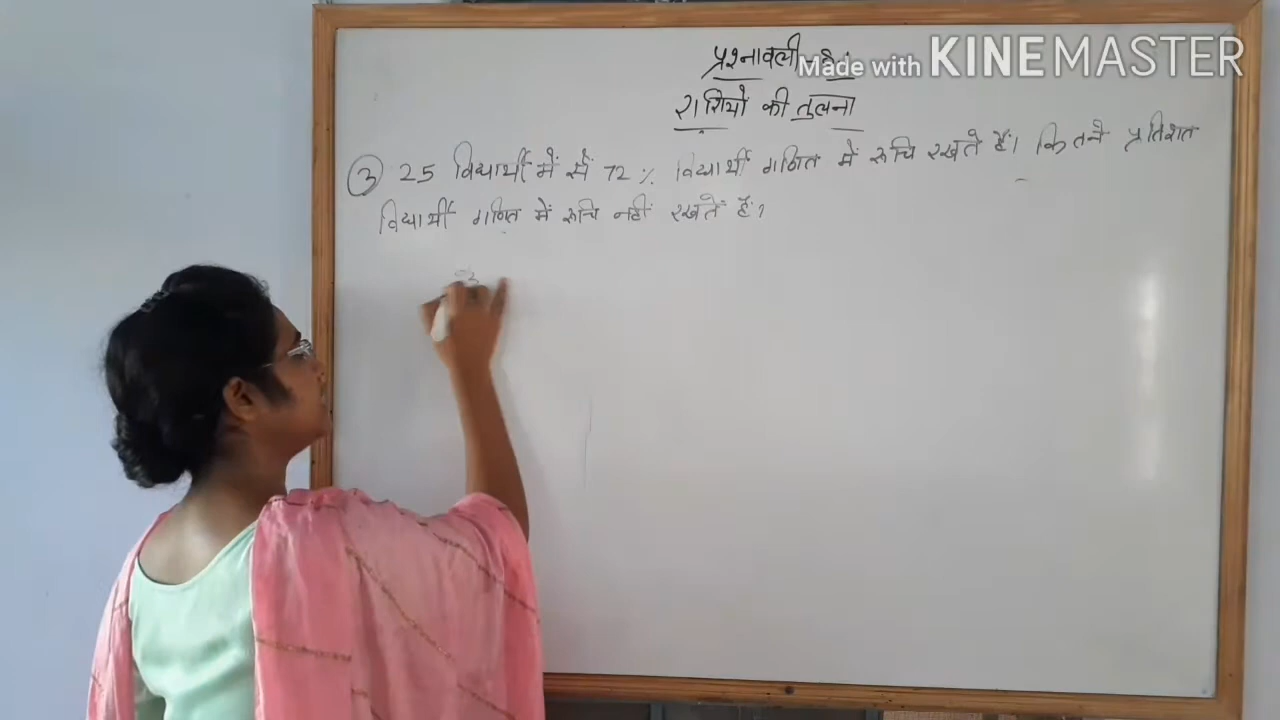 प्रश्नावली
Made with KINEMASTER
राशियों की तुलना
③ 25 विद्यार्थी में से 72 % विद्यार्थी गणित में रूचि रखते हैं। कितने प्रतिशत
विद्यार्थी गणित में रूचि नहीं रखते हैं?